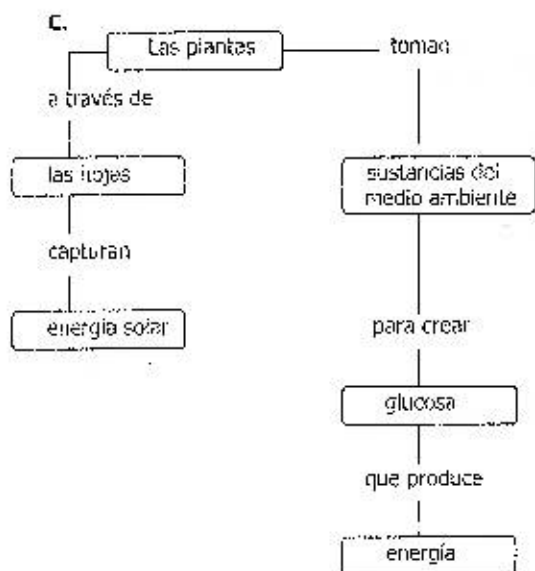 C.
Las plantes
toman
a través de
las hojas
sustancias del
medio ambiente
capturan
energía solar
para crear
glucosa
que produce
energía